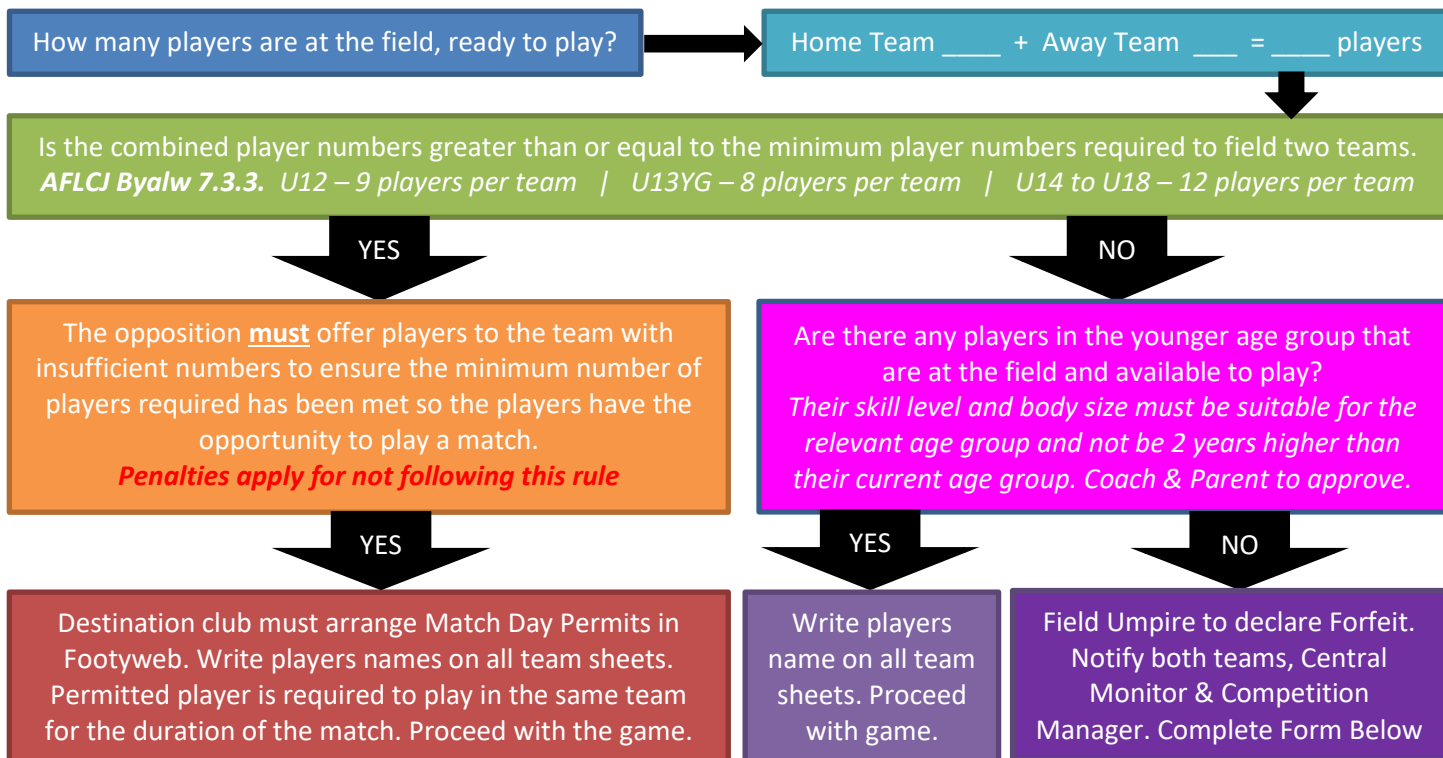 How many players are at the field, ready to play?
Home Team ____ + Away Team ___ = ____ players
Is the combined player numbers greater than or equal to the minimum player numbers required to field two teams.
AFLCJ Byalw 7.3.3. U12 – 9 players per team | U13YG – 8 players per team | U14 to U18 – 12 players per team
YES
NO
The opposition must offer players to the team with
insufficient numbers to ensure the minimum number of
players required has been met so the players have the
opportunity to play a match.
Penalties apply for not following this rule
Are there any players in the younger age group that
are at the field and available to play?
Their skill level and body size must be suitable for the
relevant age group and not be 2 years higher than
their current age group. Coach & Parent to approve.
YES
YES
NO
Destination club must arrange Match Day Permits in
Footyweb. Write players names on all team sheets.
Permitted player is required to play in the same team
for the duration of the match. Proceed with the game.
Write players
name on all team
sheets. Proceed
with game.
Field Umpire to declare Forfeit.
Notify both teams, Central
Monitor & Competition
Manager. Complete Form Below